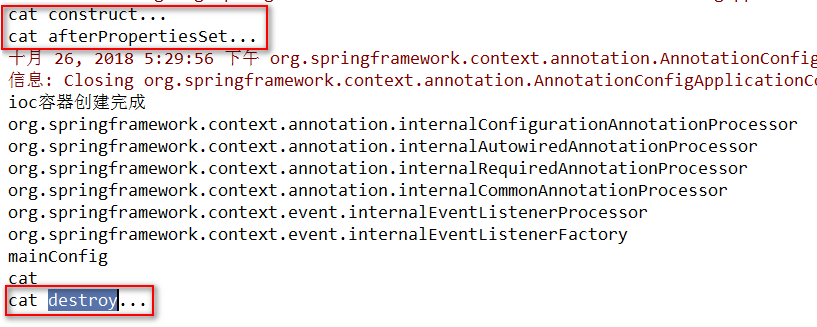 cat construct...
cat afterPropertiesSet...
十月 26, 2018 5:29:56 下午 org.springframework.context.annotation.AnnotationConfig
信息: Closing org.springframework.context.annotation.AnnotationConfigApplicationCo
ioc容器创建完成
org.springframework.context.annotation.internalConfigurationAnnotationProcessor
org.springframework.context.annotation.internalAutowiredAnnotationProcessor
org.springframework.context.annotation.internalRequiredAnnotationProcessor
org.springframework.context.annotation.internalCommonAnnotationProcessor
org.springframework.context.event.internalEventListenerProcessor
org.springframework.context.event.internalEventListenerFactory
mainConfig
cat
cat destroy...